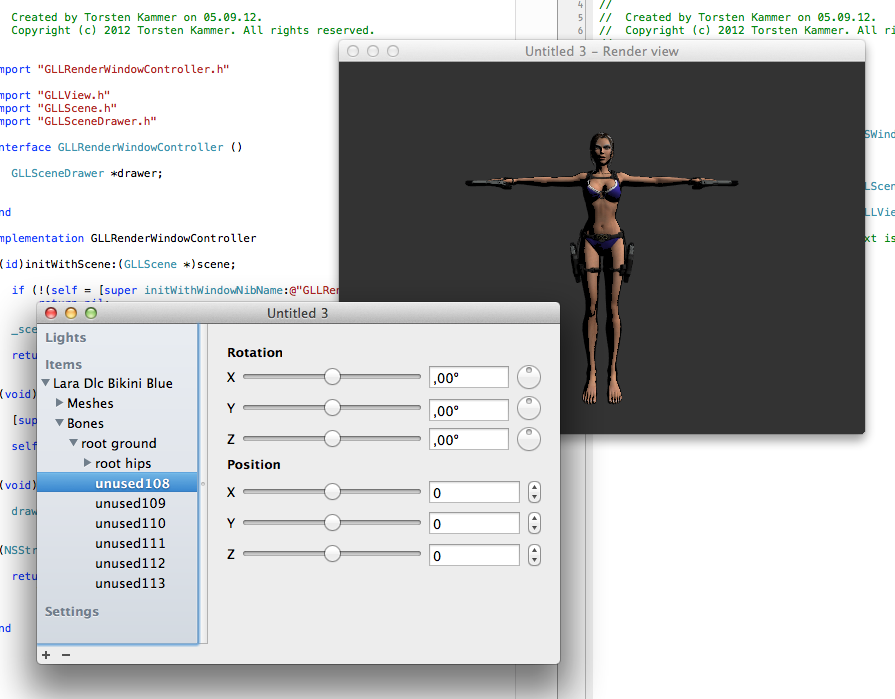 Created by Torsten Kammer on 05.09.12.
Copyright (c) 2012 Torsten Kammer. All rights reserved.
mport "GLLRenderWindowController.h"
mport "GLLView.h"
mport "GLLScene.h"
mport "GLLSceneDrawer.h"
nterface GLLRenderWindowController ()
GLLSceneDrawer *drawer;
nd
mplementation GLLRenderWindowController
(id)initWithScene:(GLLScene *)scene;
if (!(self = [super initWithWindowNibName:@"GLLRer
_sce
retu
(void)
[sup
self
(void)
draw
(NSStr
retu
nd
4 //
5 // Created by Torsten Kammer on 05.09.12.
6 // Copyright (c) 2012 Torsten Kammer. All ri
SWind
LScen
LLVie
xt is
Untitled 3 – Render view
Untitled 3
Lights
Items
Lara Dlc Bikini Blue
Meshes
Bones
root ground
root hips
unused108
unused109
unused110
unused111
unused112
unused113
Settings
+ −
Rotation
X ,00°
Y ,00°
Z ,00°
Position
X 0
Y 0
Z 0